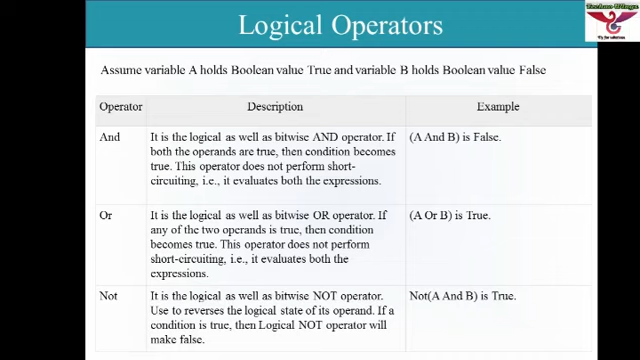 Logical Operators
Assume variable A holds Boolean value True and variable B holds Boolean value False
Operator Description Example
And It is the logical as well as bitwise AND operator. If (A And B) is False.
both the operands are true, then condition becomes
true. This operator does not perform short-
circuiting, i.e., it evaluates both the expressions.
Or It is the logical as well as bitwise OR operator. If (A Or B) is True.
any of the two operands is true, then condition
becomes true. This operator does not perform
short-circuiting, i.e., it evaluates both the
expressions.
Not It is the logical as well as bitwise NOT operator. Not(A And B) is True.
Use to reverses the logical state of its operand. If a
condition is true, then Logical NOT operator will
make false.